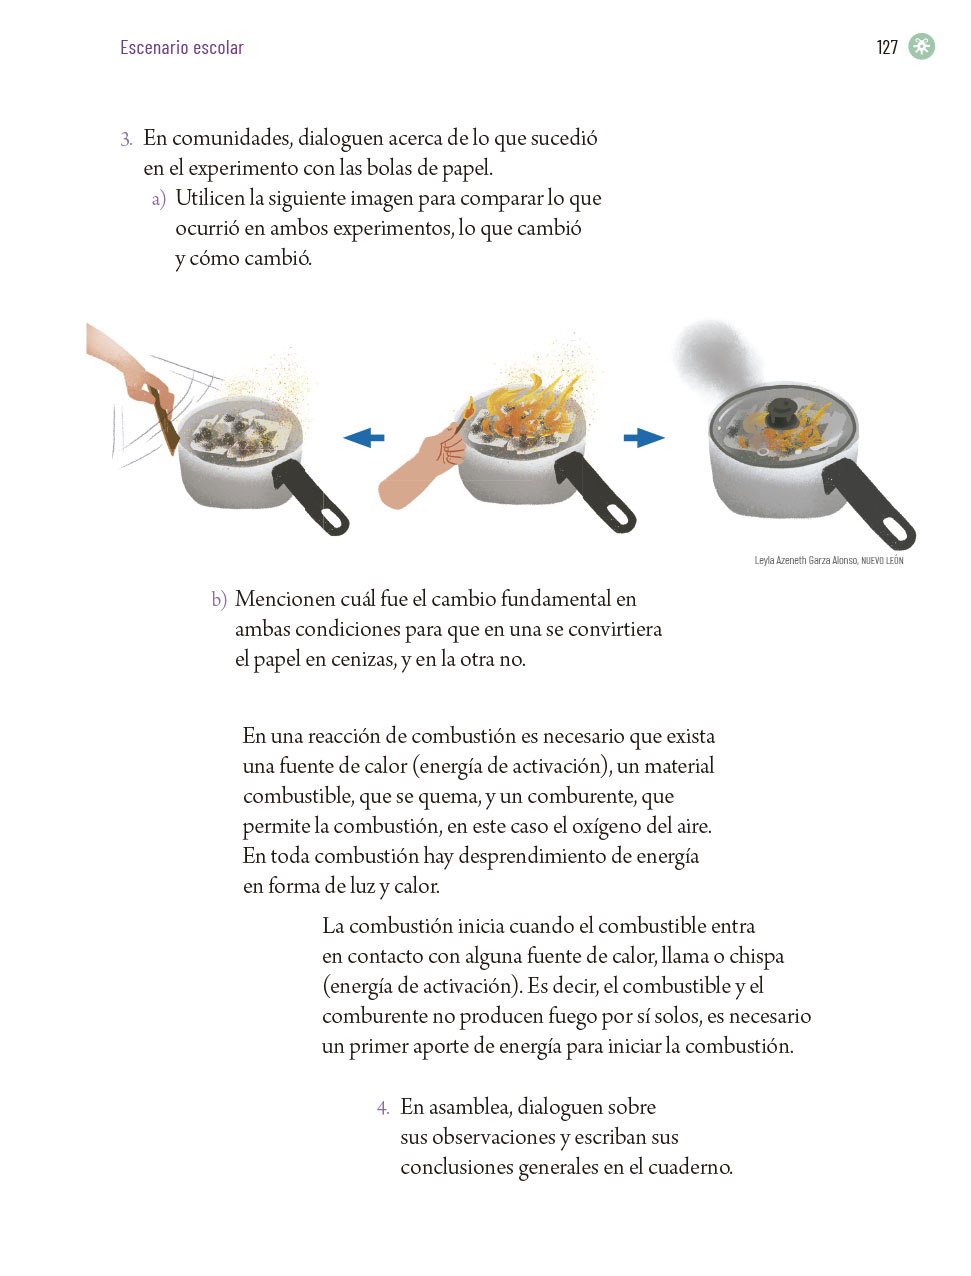 Escenario escolar
127
3. En comunidades, dialoguen acerca de lo que sucedió
en el experimento con las bolas de papel.
a) Utilicen la siguiente imagen para comparar lo que
ocurrió en ambos experimentos, lo que cambió
y cómo cambió.
Leyla Azeneth Garza Alonso, NUEVO LEÓN
b) Mencionen cuál fue el cambio fundamental en
ambas condiciones para que en una se convirtiera
el papel en cenizas, y en la otra no.
En una reacción de combustión es necesario que exista
una fuente de calor (energía de activación), un material
combustible, que se quema, y un comburente, que
permite la combustión, en este caso el oxígeno del aire.
En toda combustión hay desprendimiento de energía
en forma de luz y calor.
La combustión inicia cuando el combustible entra
en contacto con alguna fuente de calor, llama o chispa
(energía de activación). Es decir, el combustible y el
comburente no producen fuego por sí solos, es necesario
un primer aporte de energía para iniciar la combustión.
4. En asamblea, dialoguen sobre
sus observaciones y escriban sus
conclusiones generales en el cuaderno.